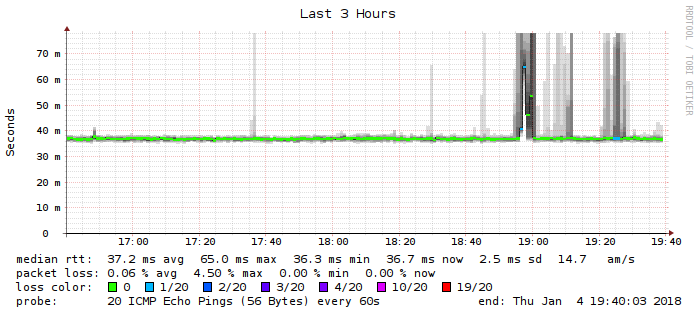 Last 3 Hours
RRDTOOL / TOBI OETIKER
Seconds
70 m
60 m
50 m
40 m
30 m
20 m
10 m
0
17:00 17:20 17:40 18:00 18:20 18:40 19:00 19:20 19:40
median rtt: 37.2 ms avg 65.0 ms max 36.3 ms min 36.7 ms now 2.5 ms sd 14.7 am/s
packet loss: 0.06 % avg 4.50 % max 0.00 % min 0.00 % now
loss color: 0 1/20 2/20 3/20 4/20 10/20 19/20
probe: 20 ICMP Echo Pings (56 Bytes) every 60s end: Thu Jan 4 19:40:03 2018